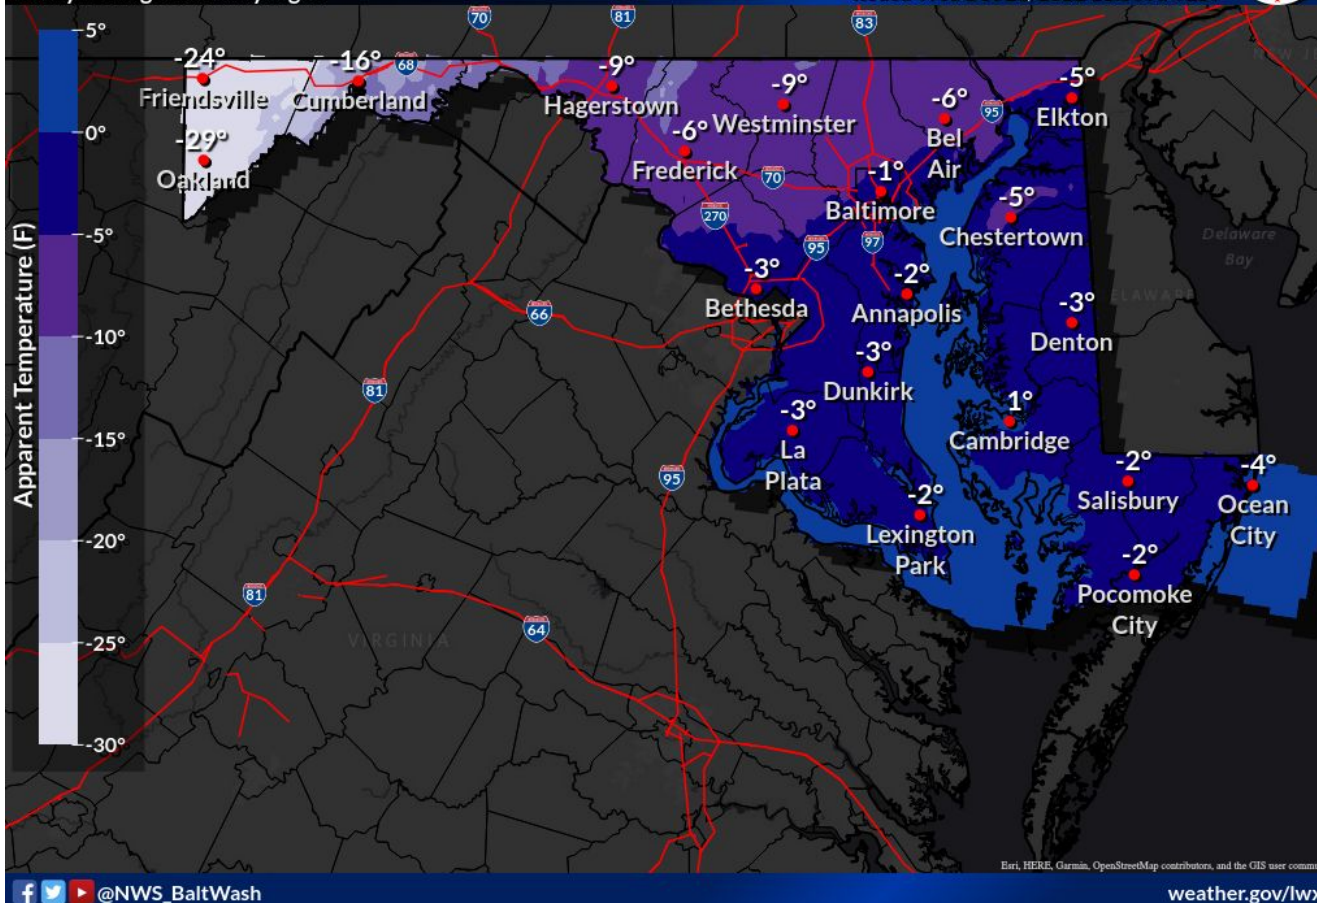 70
81
83
NEW JE
5°
0°
-5°
-10°
-15°
-20°
-25°
-30°
Apparent Temperature (F)
-24°
Friendsville
-16°
Cumberland
68
-29°
Oakland
-9°
Hagerstown
-9°
Westminster
-6°
Frederick
70
-6°
Bel
Air
95
-5°
Elkton
-1°
Baltimore
-5°
Chestertown
270
95
97
Delaware
Bay
-3°
Bethesda
-2°
Annapolis
ELAWARE
-3°
Denton
66
-3°
Dunkirk
81
1°
Cambridge
-3°
La
Plata
95
-2°
Salisbury
-4°
Ocean
City
-2°
Lexington
Park
-2°
Pocomoke
City
81
64
VIRGINIA
Esri, HERE, Garmin, OpenStreetMap contributors, and the GIS user commu
@NWS_BaltWash
weather.gov/lwx